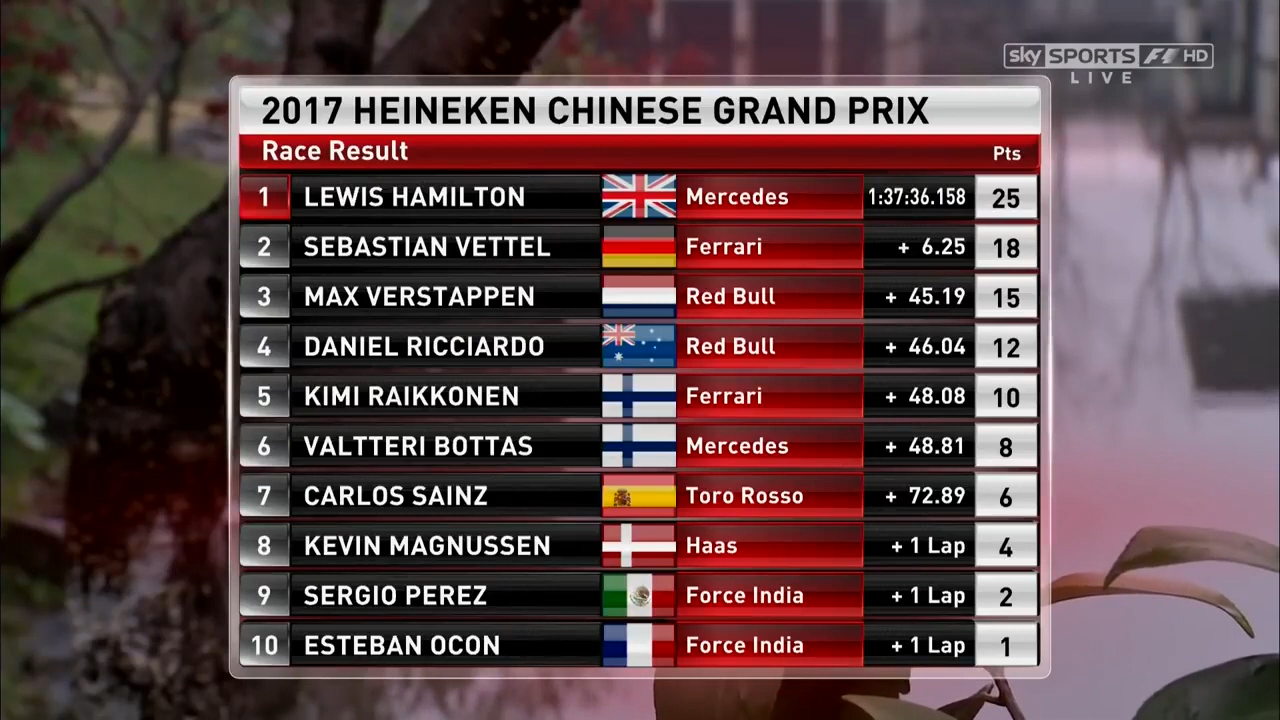 sky SPORTS F1 HD
LIVE
2017 HEINEKEN CHINESE GRAND PRIX
Race Result Pts
1 LEWIS HAMILTON Mercedes 1:37:36.158 25
2 SEBASTIAN VETTEL Ferrari + 6.25 18
3 MAX VERSTAPPEN Red Bull + 45.19 15
4 DANIEL RICCIARDO Red Bull + 46.04 12
5 KIMI RAIKKONEN Ferrari + 48.08 10
6 VALTTERI BOTTAS Mercedes + 48.81 8
7 CARLOS SAINZ Toro Rosso + 72.89 6
8 KEVIN MAGNUSSEN Haas + 1 Lap 4
9 SERGIO PEREZ Force India + 1 Lap 2
10 ESTEBAN OCON Force India + 1 Lap 1